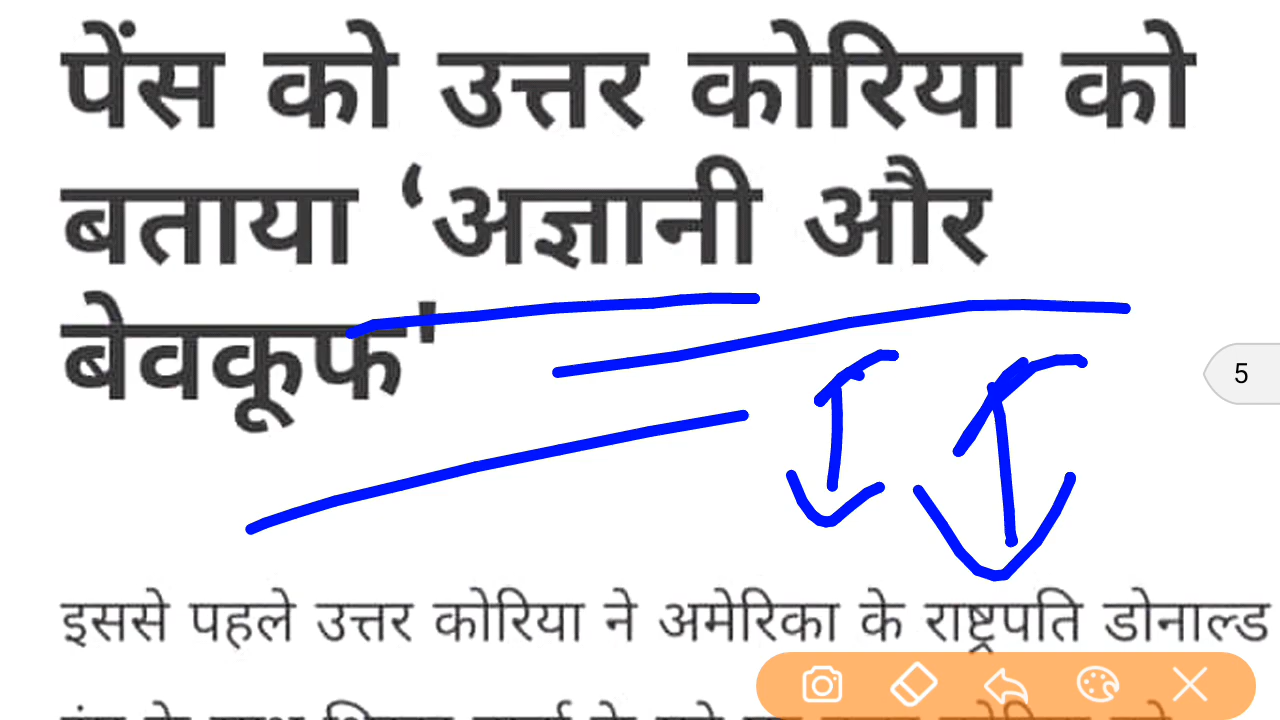 पेंस को उत्तर कोरिया को
बताया ‘अज्ञानी और
बेवकूफ'
5
इससे पहले उत्तर कोरिया ने अमेरिका के राष्ट्रपति डोनाल्ड